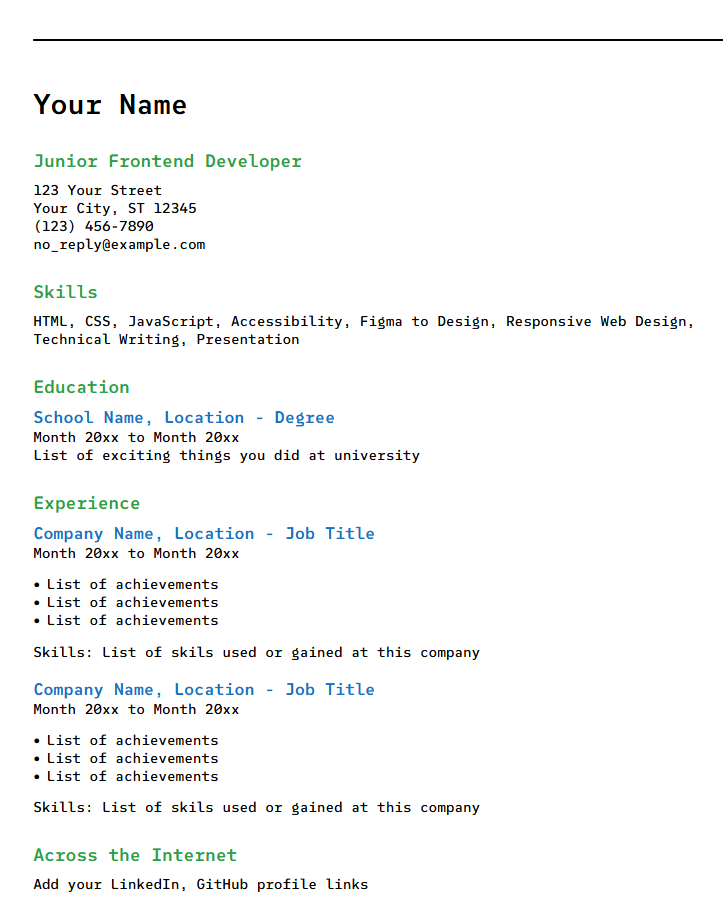 Your Name
Junior Frontend Developer
123 Your Street
Your City, ST 12345
(123) 456-7890
no_reply@example.com
Skills
HTML, CSS, JavaScript, Accessibility, Figma to Design, Responsive Web Design,
Technical Writing, Presentation
Education
School Name, Location - Degree
Month 20xx to Month 20xx
List of exciting things you did at university
Experience
Company Name, Location - Job Title
Month 20xx to Month 20xx
• List of achievements
• List of achievements
• List of achievements
Skills: List of skils used or gained at this company
Company Name, Location - Job Title
Month 20xx to Month 20xx
• List of achievements
• List of achievements
• List of achievements
Skills: List of skils used or gained at this company
Across the Internet
Add your LinkedIn, GitHub profile links